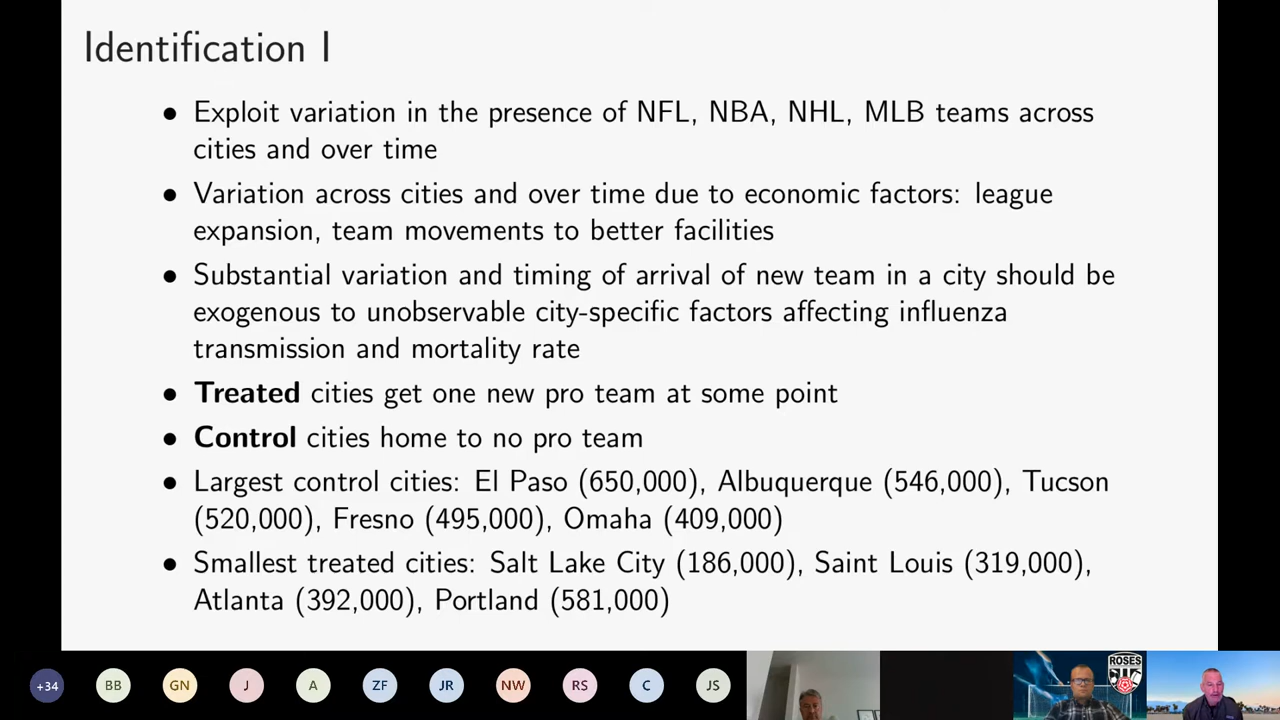 Identification I
• Exploit variation in the presence of NFL, NBA, NHL, MLB teams across
cities and over time
• Variation across cities and over time due to economic factors: league
expansion, team movements to better facilities
• Substantial variation and timing of arrival of new team in a city should be
exogenous to unobservable city-specific factors affecting influenza
transmission and mortality rate
• Treated cities get one new pro team at some point
• Control cities home to no pro team
• Largest control cities: El Paso (650,000), Albuquerque (546,000), Tucson
(520,000), Fresno (495,000), Omaha (409,000)
• Smallest treated cities: Salt Lake City (186,000), Saint Louis (319,000),
Atlanta (392,000), Portland (581,000)
+34 BB GN J A ZF JR NW RS C JS
ROSES